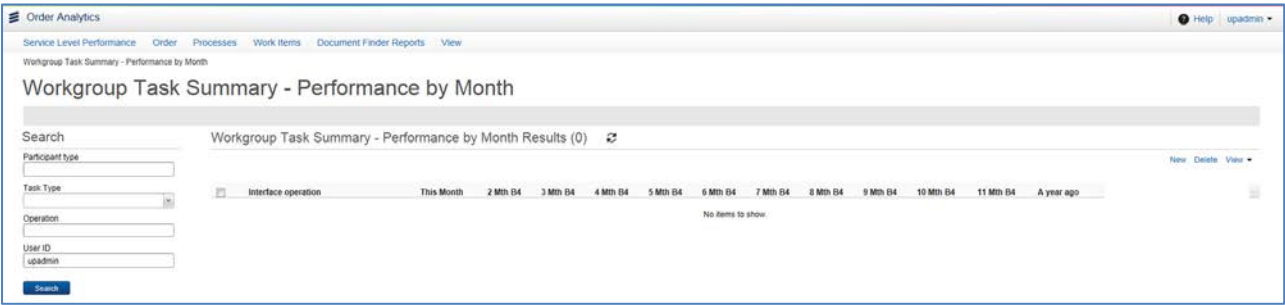 Order Analytics
Help upadmin
Service Level Performance Order Processes Work Items Document Finder Reports View
Workgroup Task Summary - Performance by Month
Workgroup Task Summary - Performance by Month
Search
Workgroup Task Summary - Performance by Month Results (0)
Participant type
New Delete View
Task Type
Interface operation This Month 2 Mth B4 3 Mth B4 4 Mth B4 5 Mth B4 6 Mth B4 7 Mth B4 8 Mth B4 9 Mth B4 10 Mth B4 11 Mth B4 A year ago
No items to show.
Operation
User ID
upadmin
Search